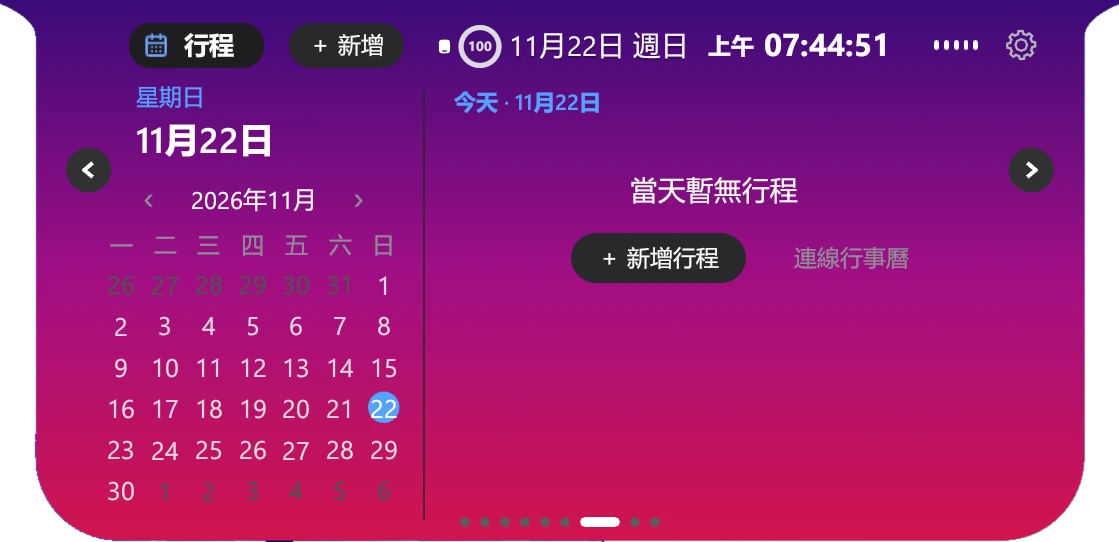 行程 + 新增 100 11月22日 週日 上午 07:44:51
星期日
11月22日
今天 · 11月22日
2026年11月
一 二 三 四 五 六 日
26 27 28 29 30 31 1
2 3 4 5 6 7 8
9 10 11 12 13 14 15
16 17 18 19 20 21 22
23 24 25 26 27 28 29
30 1 2 3 4 5 6
當天暫無行程
+ 新增行程 連線行事曆